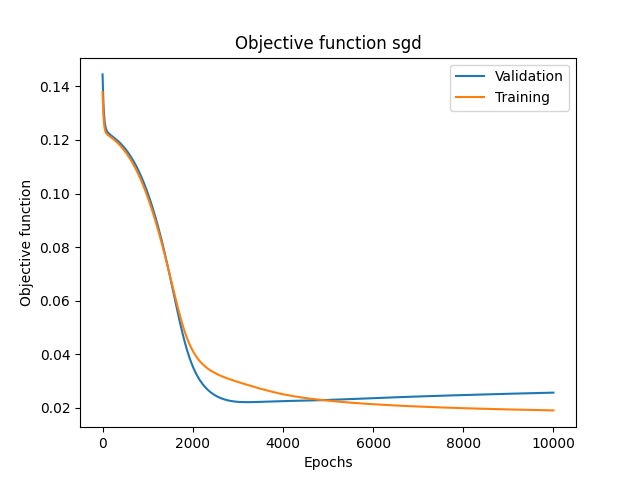 Objective function sgd
Validation
Training
Objective function
0.14
0.12
0.10
0.08
0.06
0.04
0.02
0
2000
4000
6000
8000
10000
Epochs